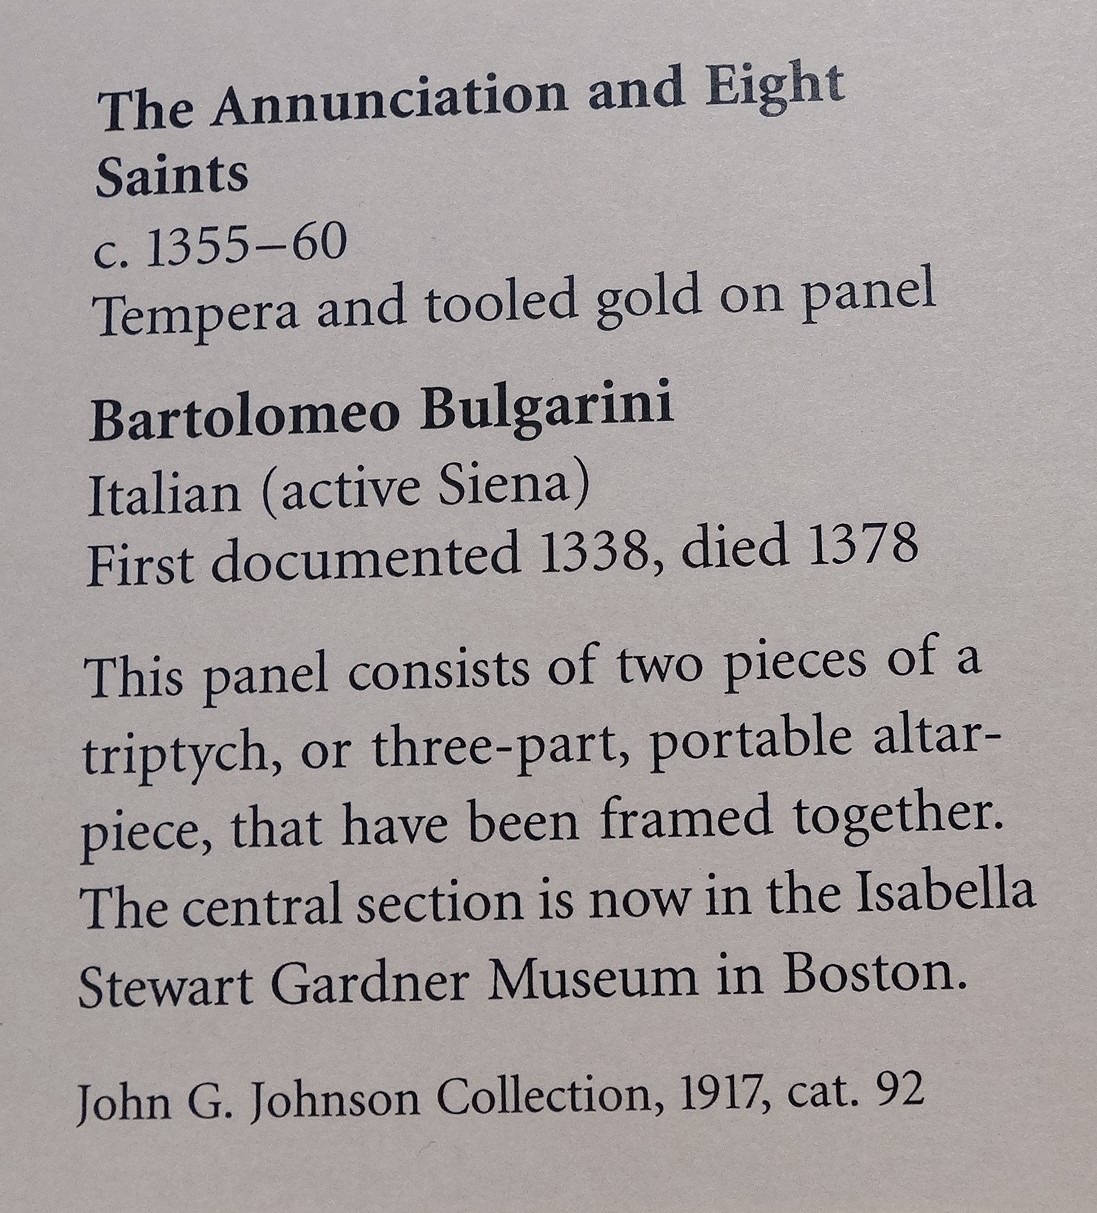 The Annunciation and Eight
Saints
c. 1355–60
Tempera and tooled gold on panel
Bartolomeo Bulgarini
Italian (active Siena)
First documented 1338, died 1378
This panel consists of two pieces of a
triptych, or three-part, portable altar-
piece, that have been framed together.
The central section is now in the Isabella
Stewart Gardner Museum in Boston.
John G. Johnson Collection, 1917, cat. 92